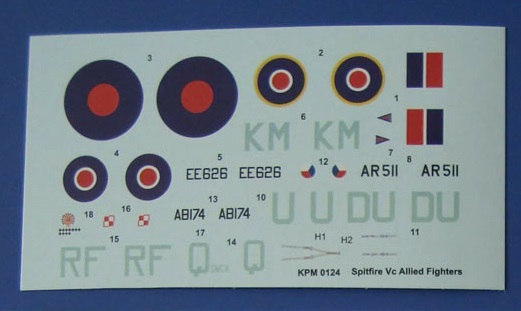 3 2
1
6
KM KM
4 5 12 7 8
EE626 EE626 AR511 AR511
13 10
18 16 AB174 AB174 U U DU DU
15 17 14 H1 H2 11
RF RF Q Q
KPM 0124 Spitfire Vc Allied Fighters